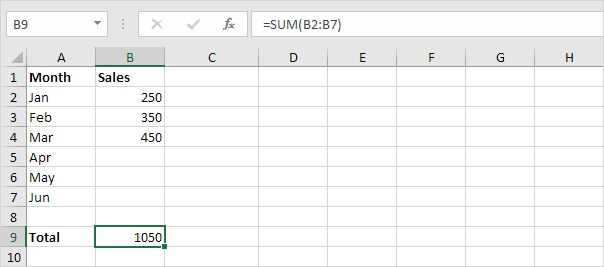 B9 fx =SUM(B2:B7)
A B C D E F G H
1 Month Sales
2 Jan 250
3 Feb 350
4 Mar 450
5 Apr
6 May
7 Jun
8
9 Total 1050
10